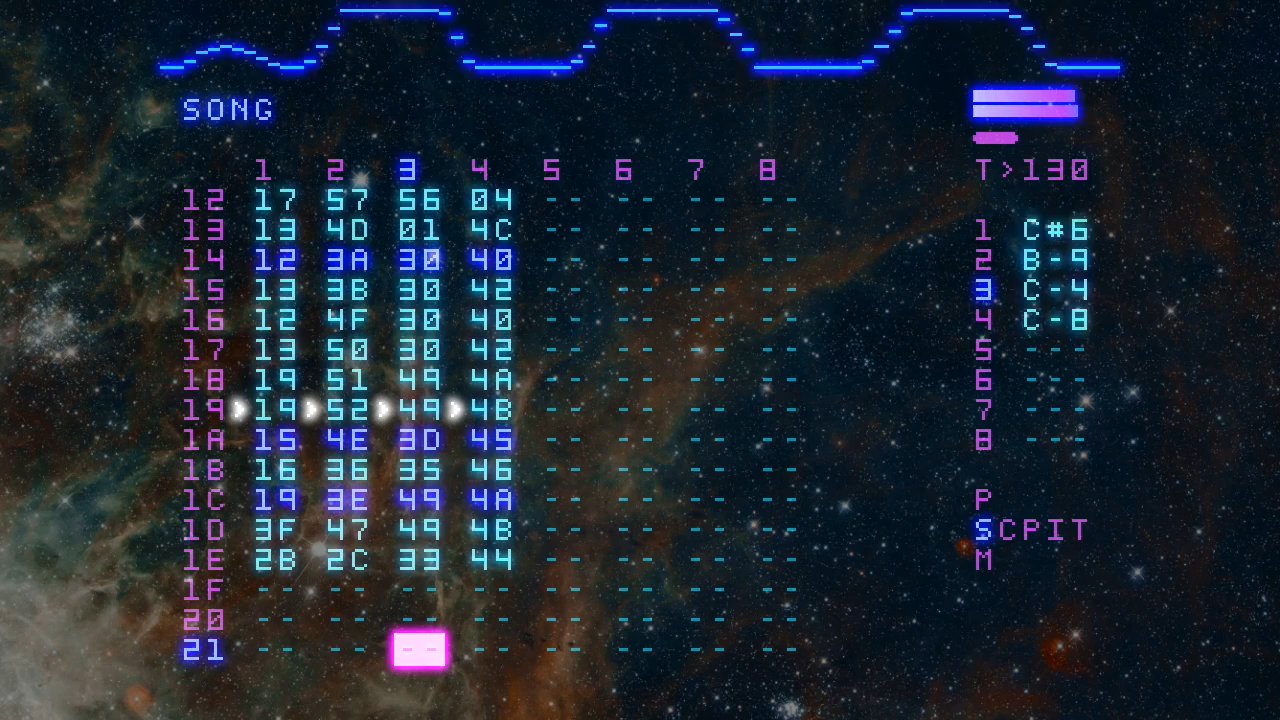 SONG
1 2 3 4 5 6 7 8 T>130
12 17 57 56 04 -- -- -- --
13 13 4D 01 4C -- -- -- -- 1 C#6
14 12 3A 30 40 -- -- -- -- 2 B-9
15 13 3B 30 42 -- -- -- -- 3 C-4
16 12 4F 30 40 -- -- -- -- 4 C-8
17 13 50 30 42 -- -- -- -- 5 ---
18 19 51 49 4A -- -- -- -- 6 ---
19 19 52 49 4B -- -- -- -- 7 ---
1A 15 4E 3D 45 -- -- -- -- 8 ---
1B 16 36 35 46 -- -- -- --
1C 19 3E 49 4A -- -- -- -- P
1D 3F 47 49 4B -- -- -- -- SCPIT
1E 2B 2C 33 44 -- -- -- -- M
1F -- -- -- -- -- -- -- --
20 -- -- -- -- -- -- -- --
21 -- -- -- -- -- -- -- --